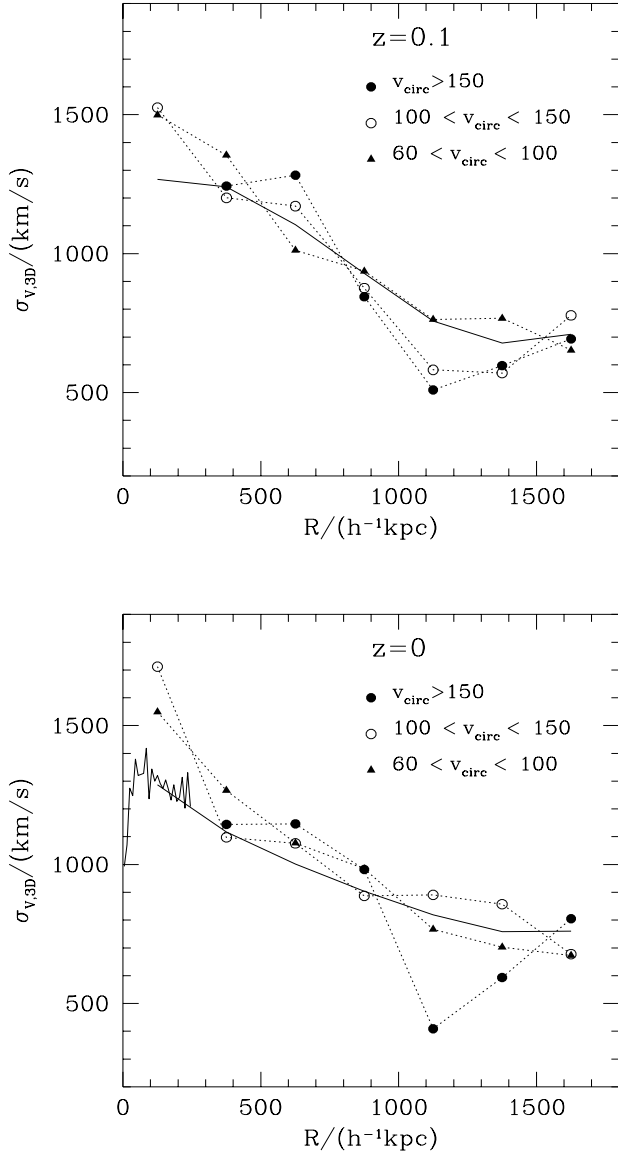 z=0.1
v_circ>150
100 < v_circ < 150
60 < v_circ < 100
1500
1000
500
σ_V,3D/(km/s)
0 500 1000 1500
R/(h⁻¹kpc)
z=0
v_circ>150
100 < v_circ < 150
60 < v_circ < 100
1500
1000
500
σ_V,3D/(km/s)
0 500 1000 1500
R/(h⁻¹kpc)